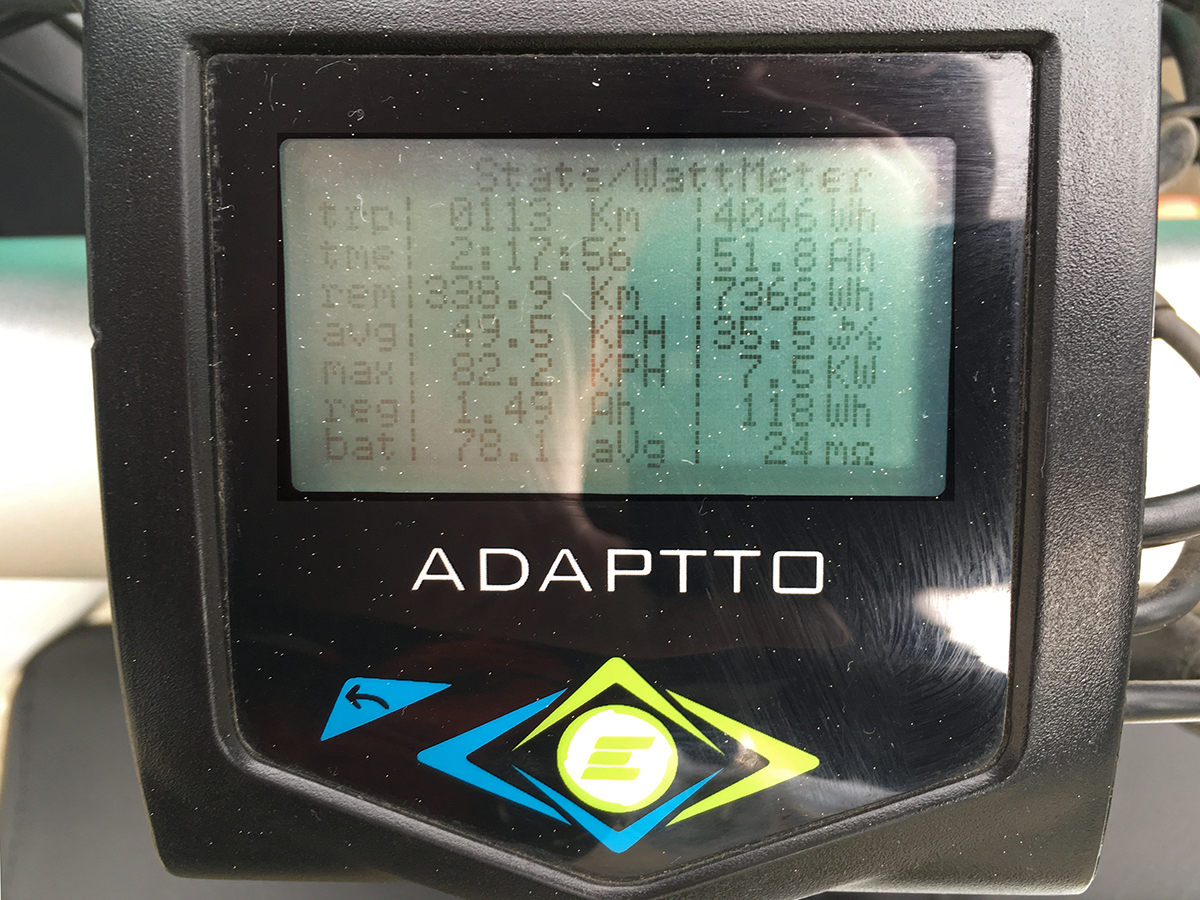 Stats/WattMeter
trp¦ 0113 Km ¦4046 Wh
tme¦ 2:17:56 ¦51.8 Ah
rem¦338.9 Km ¦7368 Wh
avg¦ 49.5 KPH ¦35.5 w%
max¦ 82.2 KPH ¦ 7.5 KW
reg¦ 1.49 Ah ¦ 118 Wh
bat¦ 78.1 aVg ¦ 24 mΩ
ADAPTTO
E